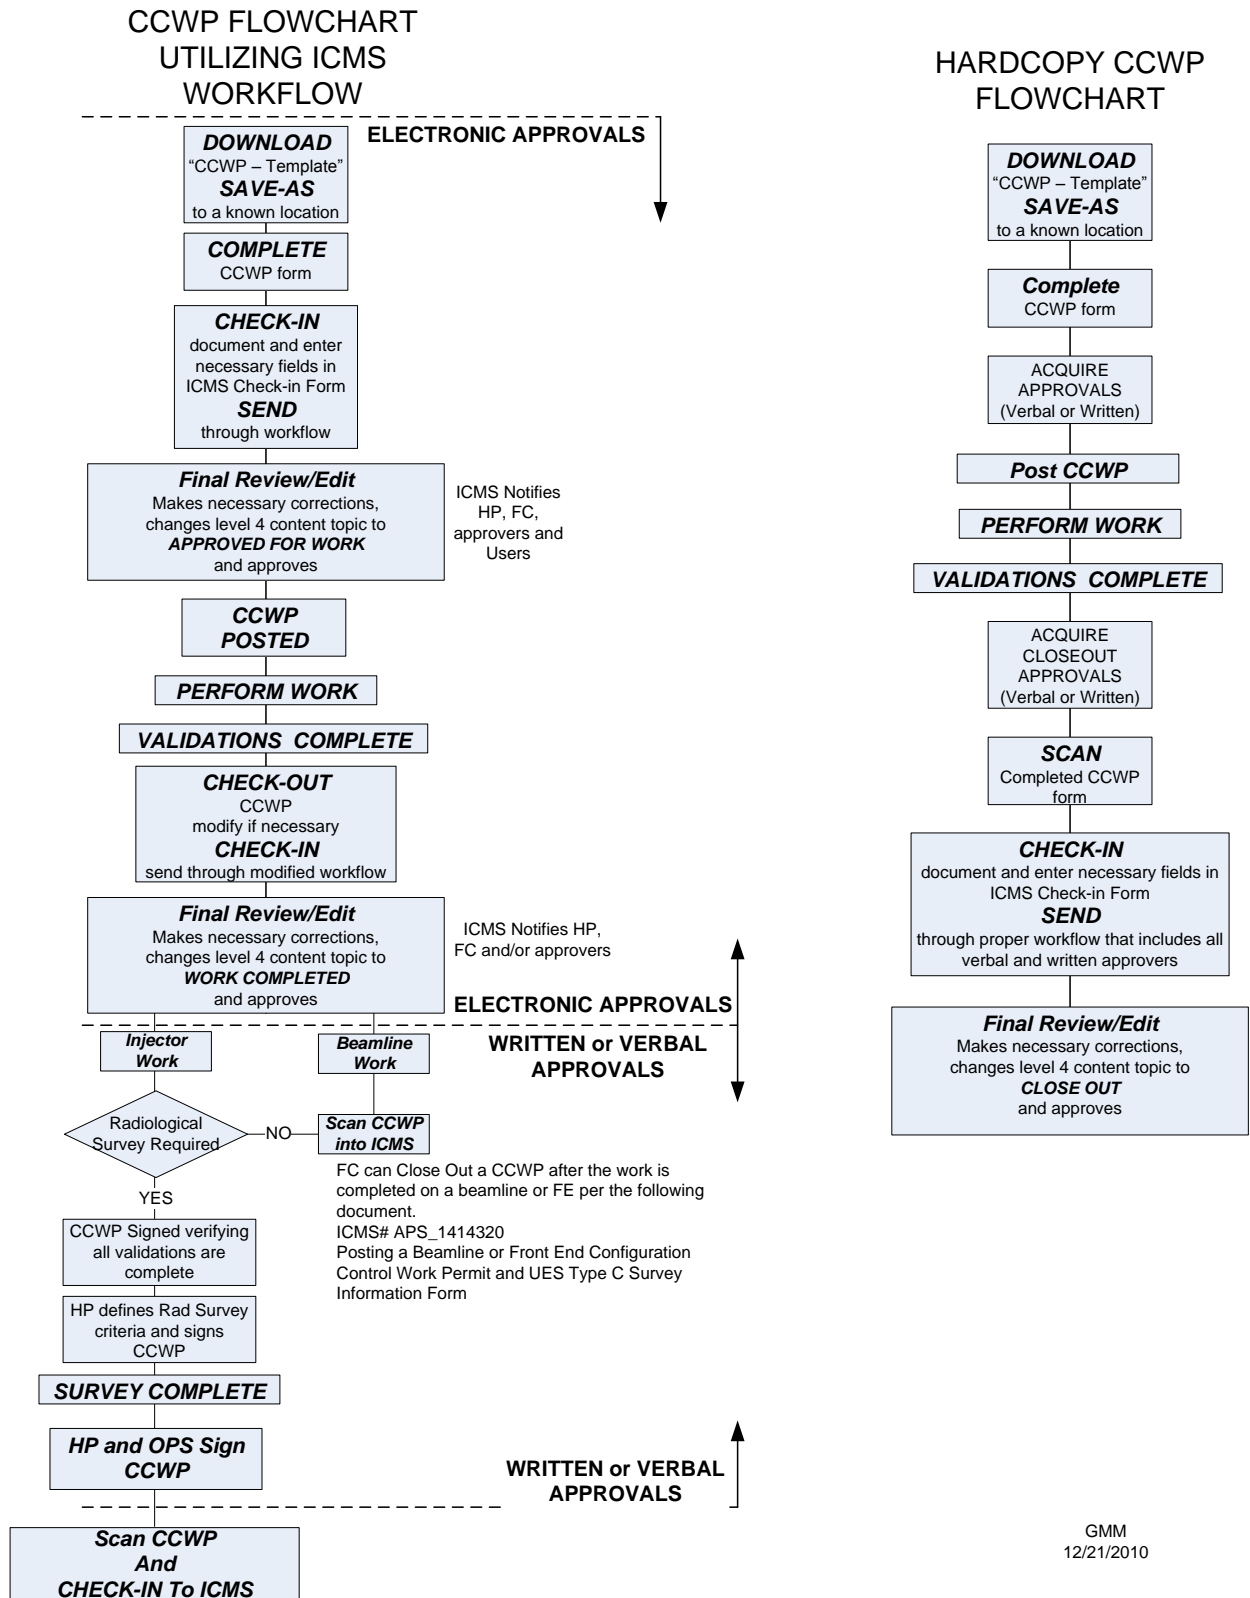 CCWP FLOWCHART
UTILIZING ICMS
WORKFLOW
ELECTRONIC APPROVALS
DOWNLOAD
“CCWP – Template”
SAVE-AS
to a known location
COMPLETE
CCWP form
CHECK-IN
document and enter
necessary fields in
ICMS Check-in Form
SEND
through workflow
Final Review/Edit
Makes necessary corrections,
changes level 4 content topic to
APPROVED FOR WORK
and approves
ICMS Notifies
HP, FC,
approvers and
Users
CCWP
POSTED
PERFORM WORK
VALIDATIONS COMPLETE
CHECK-OUT
CCWP
modify if necessary
CHECK-IN
send through modified workflow
Final Review/Edit
Makes necessary corrections,
changes level 4 content topic to
WORK COMPLETED
and approves
ICMS Notifies HP,
FC and/or approvers
ELECTRONIC APPROVALS
WRITTEN or VERBAL
APPROVALS
Injector
Work
Beamline
Work
Radiological
Survey Required
NO
Scan CCWP
into ICMS
YES
FC can Close Out a CCWP after the work is
completed on a beamline or FE per the following
document.
ICMS# APS_1414320
Posting a Beamline or Front End Configuration
Control Work Permit and UES Type C Survey
Information Form
CCWP Signed verifying
all validations are
complete
HP defines Rad Survey
criteria and signs
CCWP
SURVEY COMPLETE
HP and OPS Sign
CCWP
WRITTEN or VERBAL
APPROVALS
Scan CCWP
And
CHECK-IN To ICMS
HARDCOPY CCWP
FLOWCHART
DOWNLOAD
“CCWP – Template”
SAVE-AS
to a known location
Complete
CCWP form
ACQUIRE
APPROVALS
(Verbal or Written)
Post CCWP
PERFORM WORK
VALIDATIONS COMPLETE
ACQUIRE
CLOSEOUT
APPROVALS
(Verbal or Written)
SCAN
Completed CCWP
form
CHECK-IN
document and enter necessary fields in
ICMS Check-in Form
SEND
through proper workflow that includes all
verbal and written approvers
Final Review/Edit
Makes necessary corrections,
changes level 4 content topic to
CLOSE OUT
and approves
GMM
12/21/2010